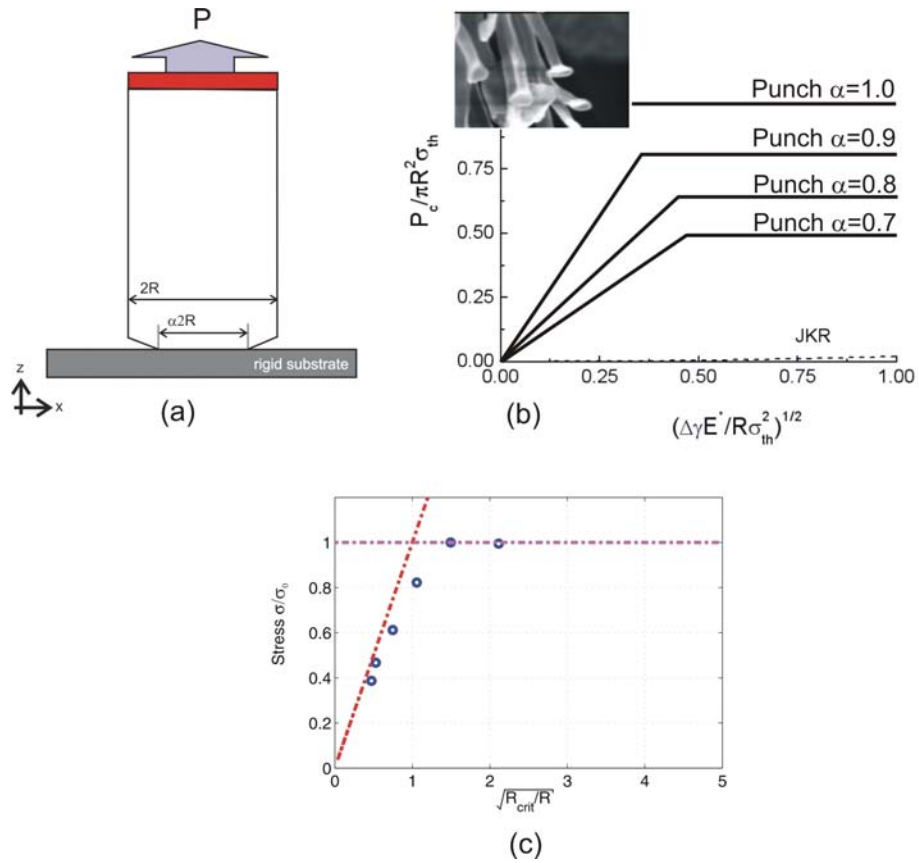 P
2R
α2R
rigid substrate
z
x
(a)
Punch α=1.0
Punch α=0.9
Punch α=0.8
Punch α=0.7
JKR
P_c/πR²σ_th
0.75
0.50
0.25
0.00
0.00 0.25 0.50 0.75 1.00
(ΔγE*/Rσ_th²)^1/2
(b)
Stress σ/σ₀
1
0.8
0.6
0.4
0.2
0
0 1 2 3 4 5
√R_crit/R
(c)